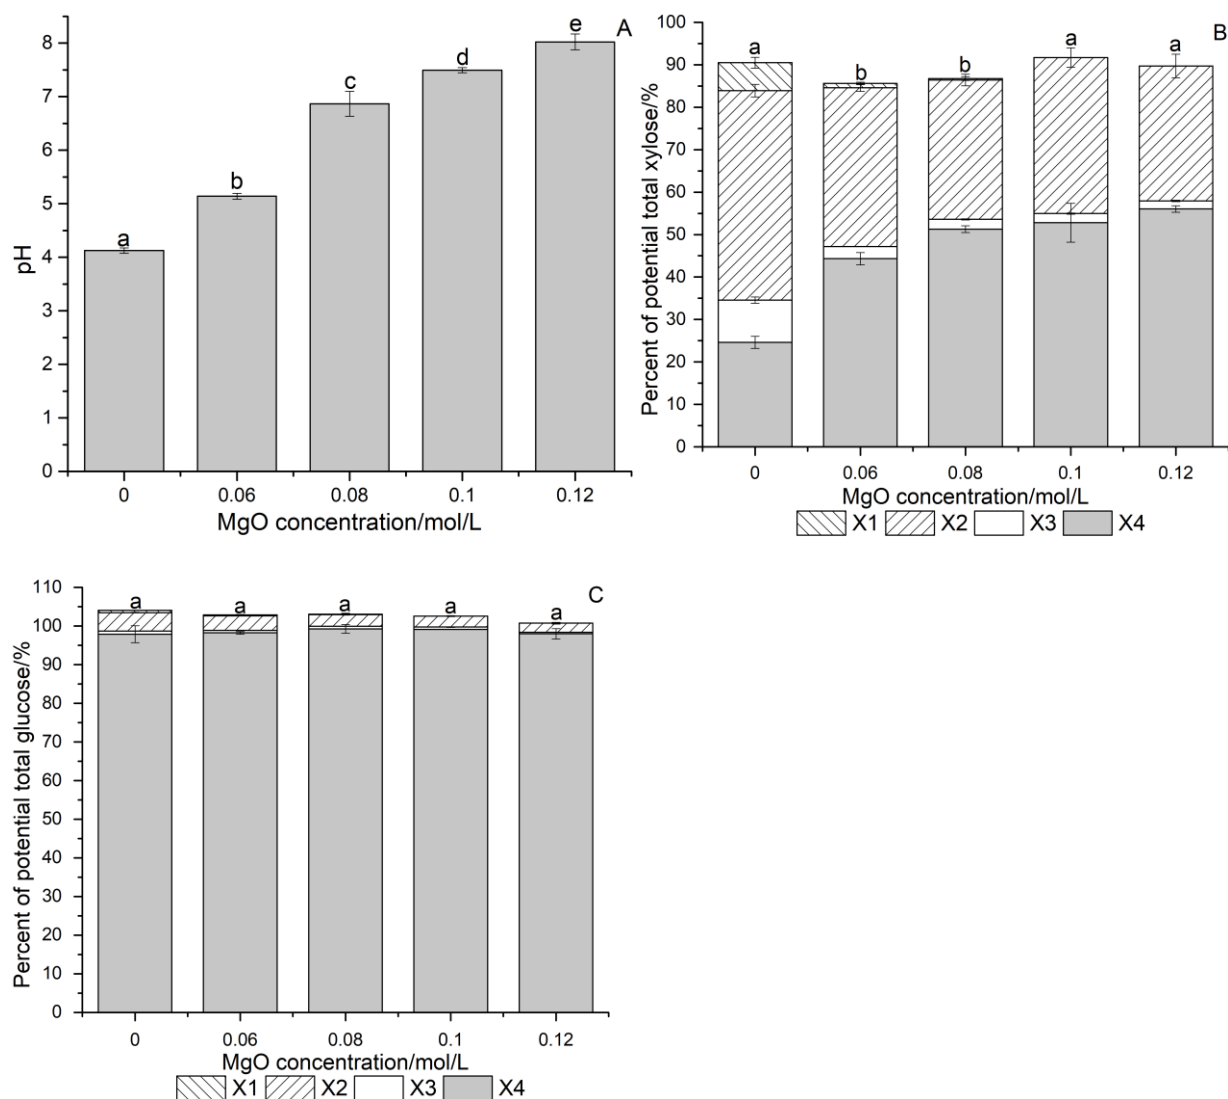 A
8
7
6
5
4
3
2
1
0
pH
a
b
c
d
e
0 0.06 0.08 0.1 0.12
MgO concentration/mol/L
B
100
90
80
70
60
50
40
30
20
10
0
Percent of potential total xylose/%
a
b
b
a
a
0 0.06 0.08 0.1 0.12
MgO concentration/mol/L
X1 X2 X3 X4
C
110
100
90
80
70
60
50
40
30
20
10
0
Percent of potential total glucose/%
a a a a a
0 0.06 0.08 0.1 0.12
MgO concentration/mol/L
X1 X2 X3 X4